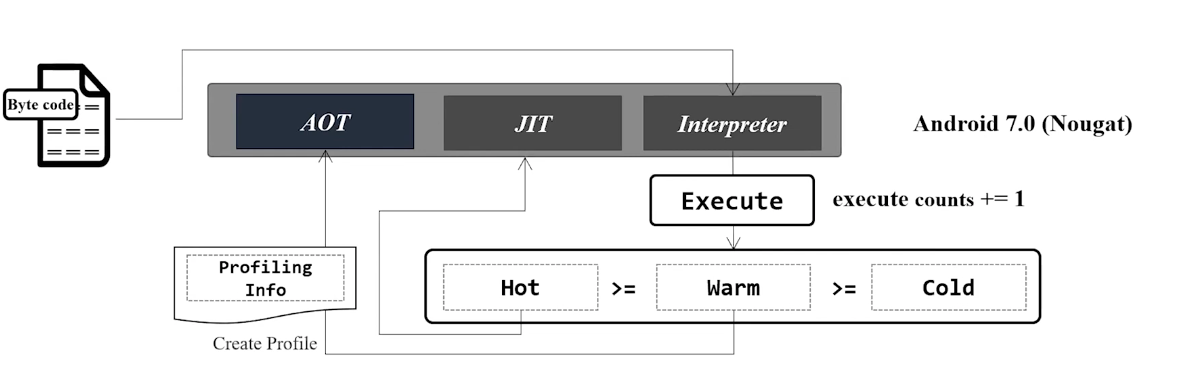 Byte code
AOT
JIT
Interpreter
Android 7.0 (Nougat)
Execute
execute counts += 1
Profiling
Info
Hot >= Warm >= Cold
Create Profile